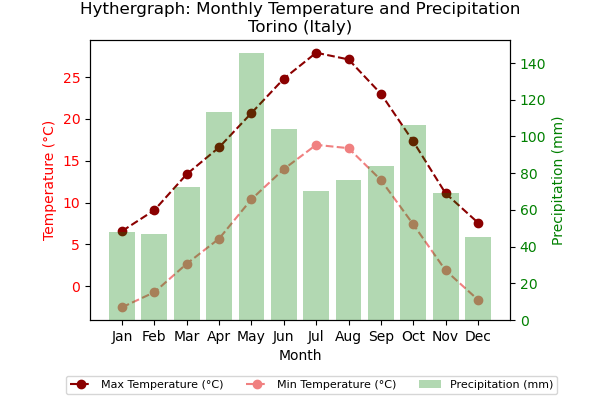 Hythergraph: Monthly Temperature and Precipitation
Torino (Italy)
Temperature (°C)
25
20
15
10
5
0
140
120
100
80
60
40
20
0
Precipitation (mm)
Jan Feb Mar Apr May Jun Jul Aug Sep Oct Nov Dec
Month
Max Temperature (°C) Min Temperature (°C) Precipitation (mm)